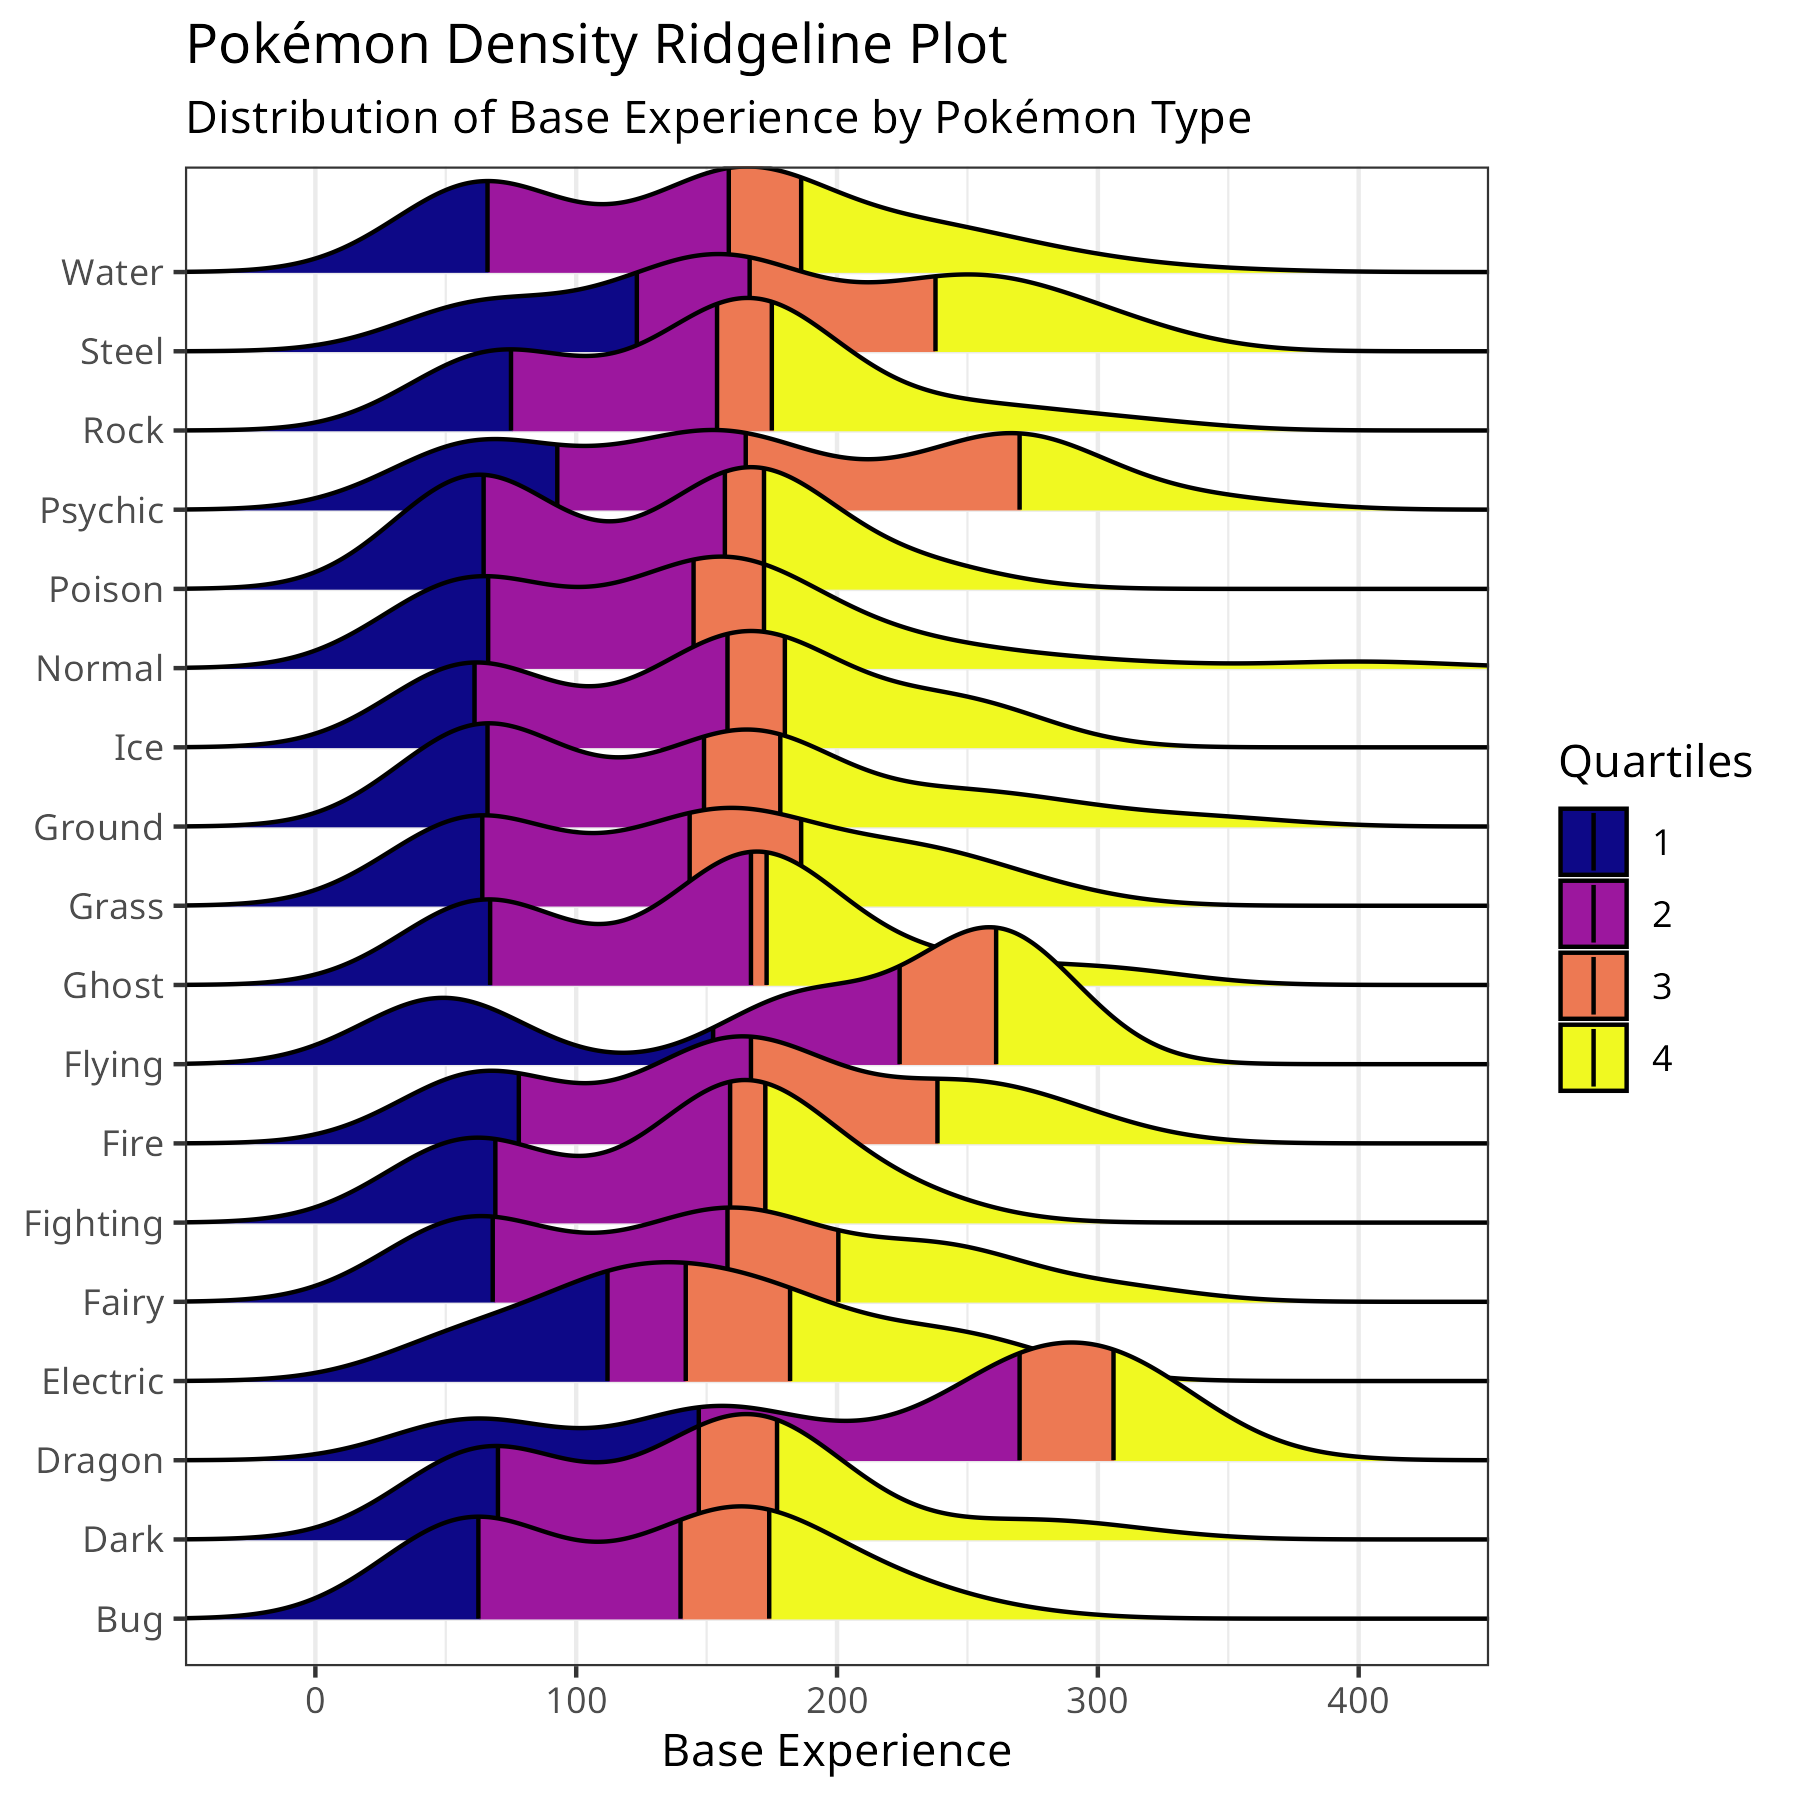 Pokémon Density Ridgeline Plot
Distribution of Base Experience by Pokémon Type
Water
Steel
Rock
Psychic
Poison
Normal
Ice
Ground
Grass
Ghost
Flying
Fire
Fighting
Fairy
Electric
Dragon
Dark
Bug
0 100 200 300 400
Base Experience
Quartiles
1
2
3
4